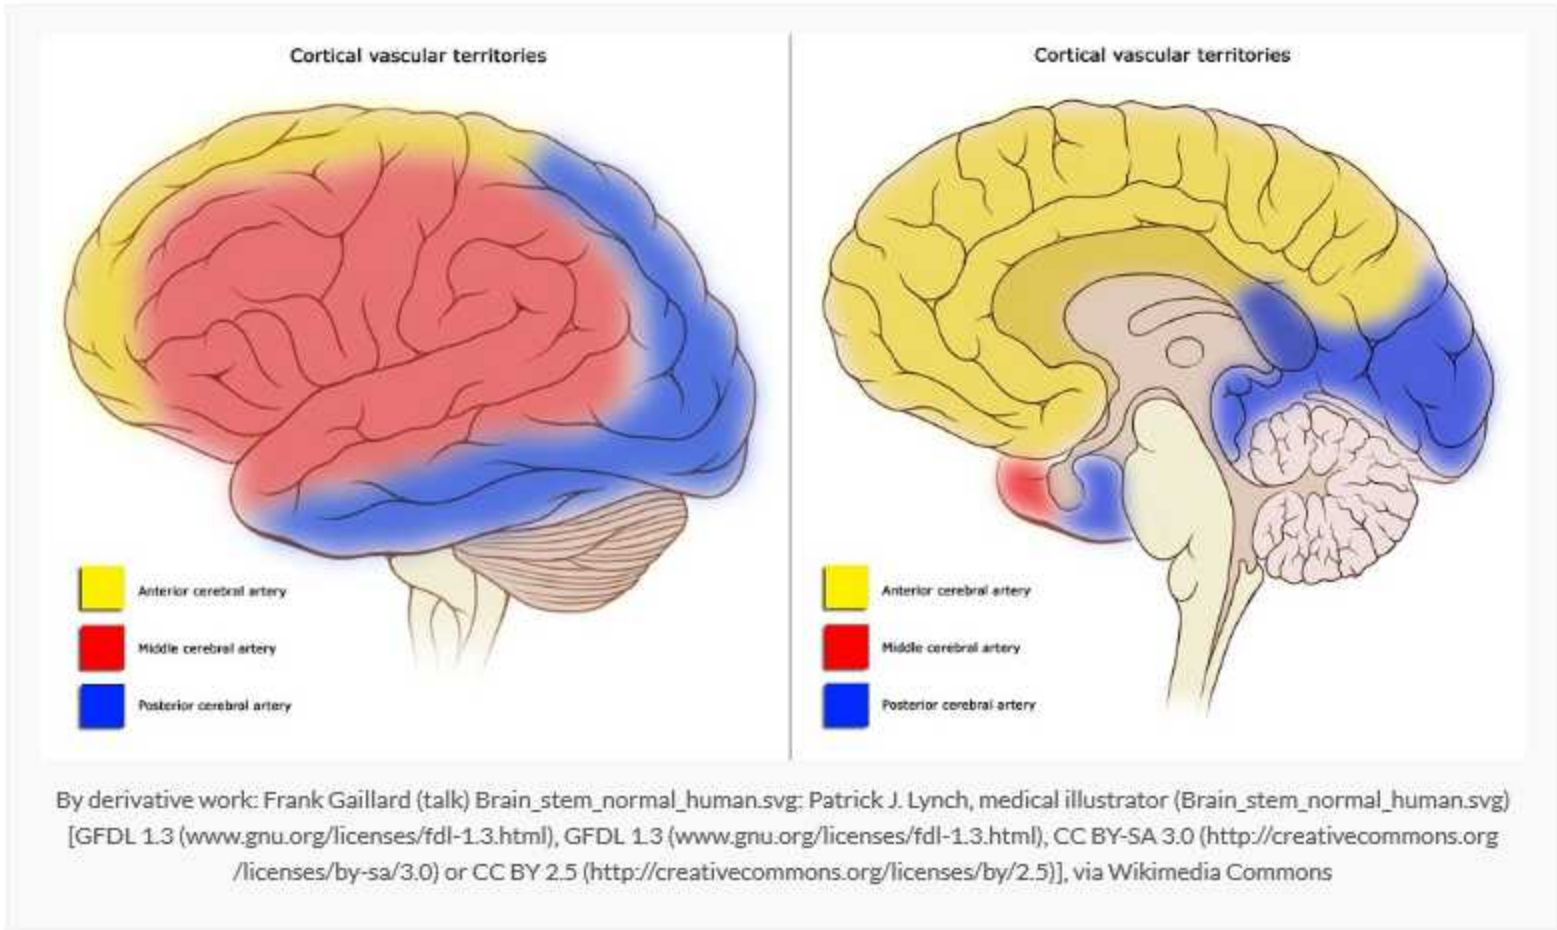 Cortical vascular territories
Anterior cerebral artery
Middle cerebral artery
Posterior cerebral artery
Cortical vascular territories
Anterior cerebral artery
Middle cerebral artery
Posterior cerebral artery
By derivative work: Frank Gaillard (talk) Brain_stem_normal_human.svg: Patrick J. Lynch, medical illustrator (Brain_stem_normal_human.svg)
[GFDL 1.3 (www.gnu.org/licenses/fdl-1.3.html), GFDL 1.3 (www.gnu.org/licenses/fdl-1.3.html), CC BY-SA 3.0 (http://creativecommons.org
/licenses/by-sa/3.0) or CC BY 2.5 (http://creativecommons.org/licenses/by/2.5)], via Wikimedia Commons